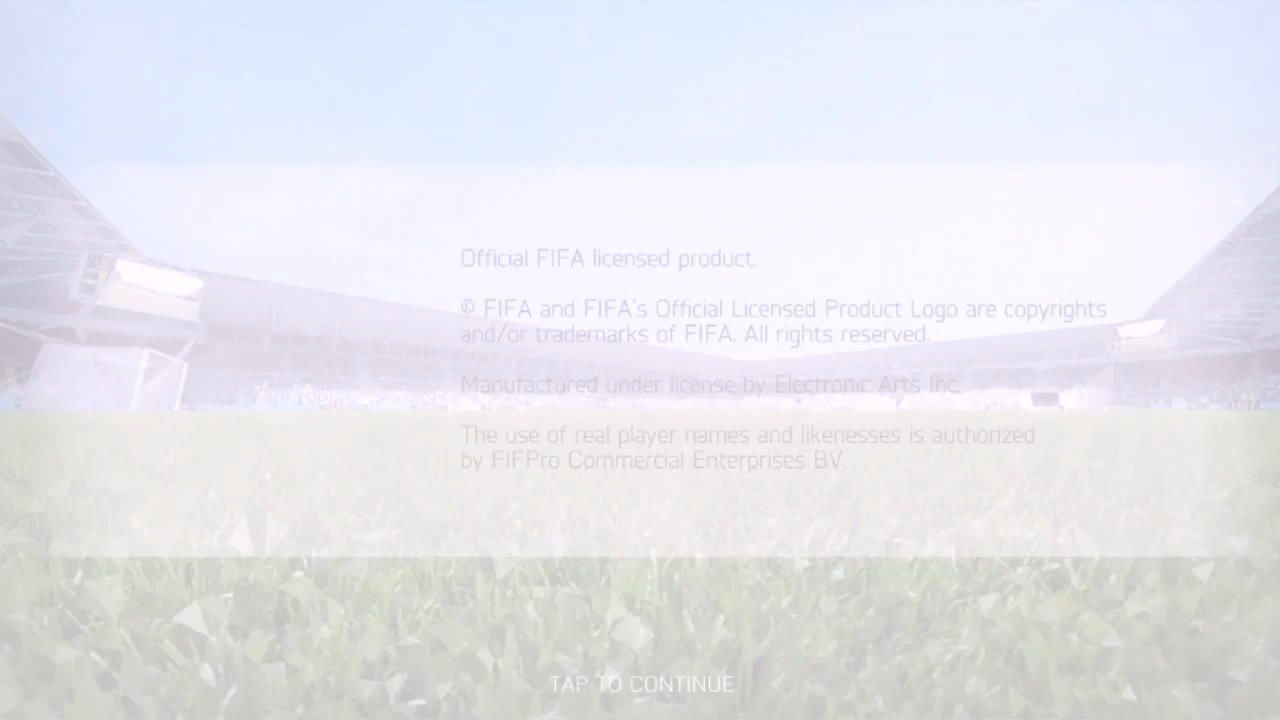 Official FIFA licensed product.
© FIFA and FIFA's Official Licensed Product Logo are copyrights
and/or trademarks of FIFA. All rights reserved.
Manufactured under license by Electronic Arts Inc.
The use of real player names and likenesses is authorized
by FIFPro Commercial Enterprises BV.
TAP TO CONTINUE